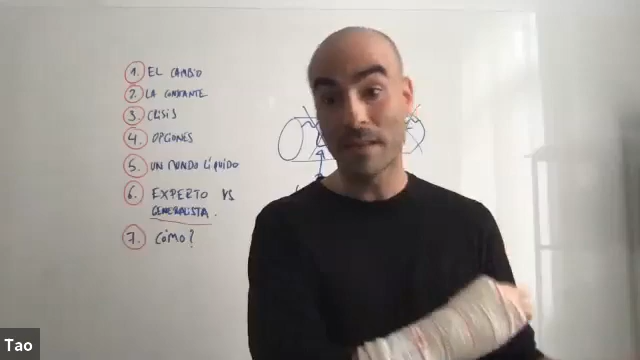 1. EL CAMBIO
2. LA CONSTANTE
3. CRISIS
4. OPCIONES
5. UN MUNDO LÍQUIDO
6. EXPERTO VS
GENERALISTA.
7. CÓMO?
Tao